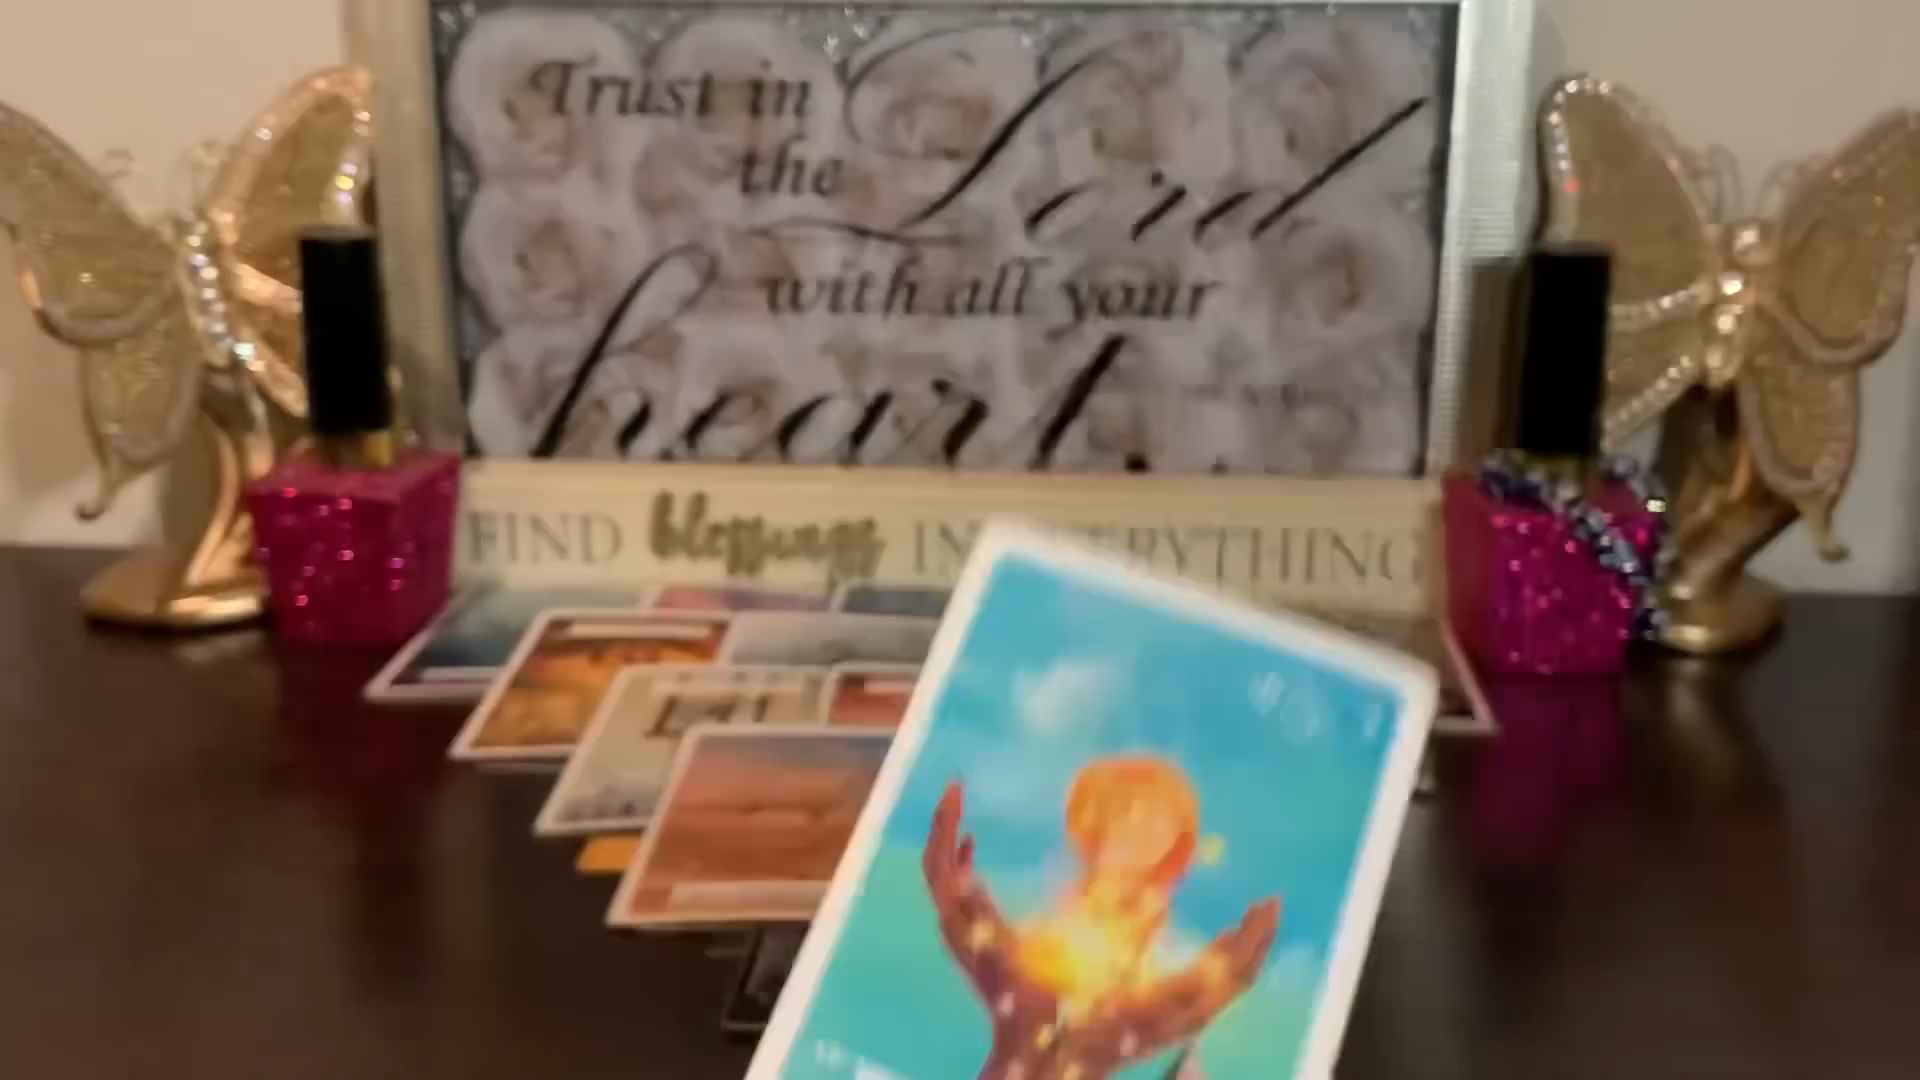 Trust in
the Lord
with all your
heart.
FIND blessings IN EVERYTHING